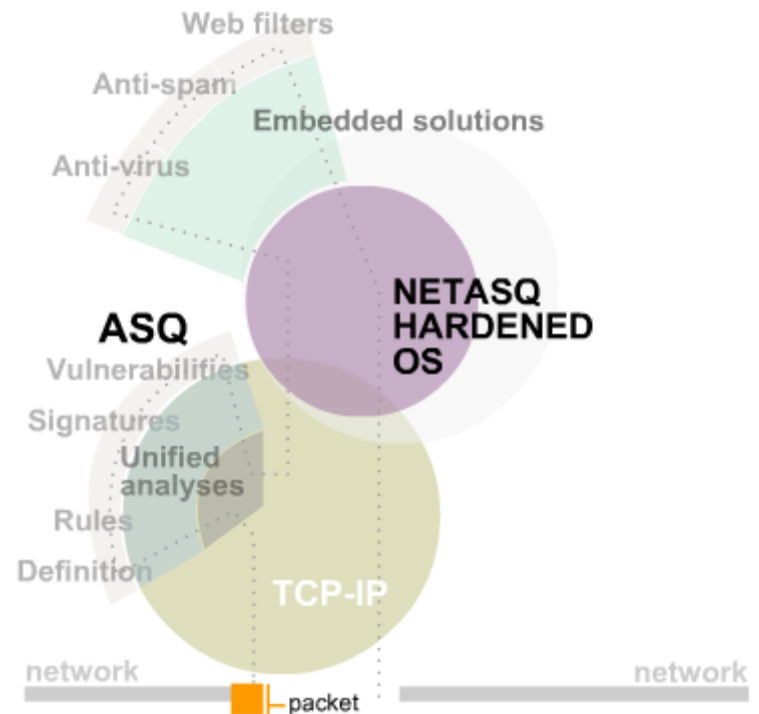 Web filters
Anti-spam
Embedded solutions
Anti-virus
NETASQ
HARDENED
OS
ASQ
Vulnerabilities
Signatures
Unified
analyses
Rules
Definition
TCP-IP
network
network
packet